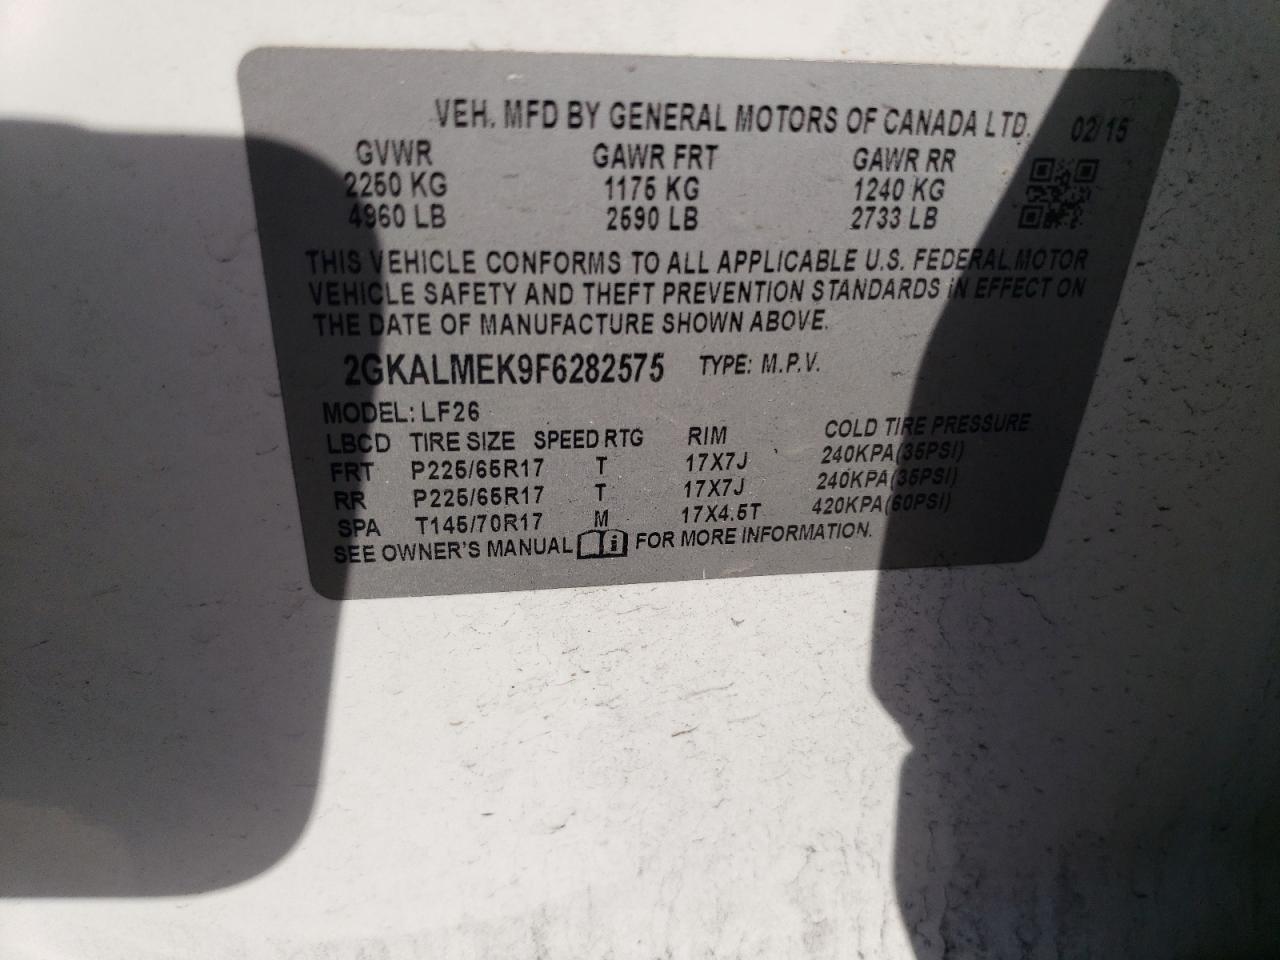 VEH. MFD BY GENERAL MOTORS OF CANADA LTD. 02/15
GVWR GAWR FRT GAWR RR
2250 KG 1175 KG 1240 KG
4960 LB 2590 LB 2733 LB
THIS VEHICLE CONFORMS TO ALL APPLICABLE U.S. FEDERAL MOTOR
VEHICLE SAFETY AND THEFT PREVENTION STANDARDS IN EFFECT ON
THE DATE OF MANUFACTURE SHOWN ABOVE.
2GKALMEK9F6282575 TYPE: M.P.V.
MODEL: LF26
LBCD TIRE SIZE SPEED RTG RIM COLD TIRE PRESSURE
FRT P225/65R17 T 17X7J 240KPA(35PSI)
RR P225/65R17 T 17X7J 240KPA(35PSI)
SPA T145/70R17 M 17X4.5T 420KPA(60PSI)
SEE OWNER'S MANUAL i FOR MORE INFORMATION.